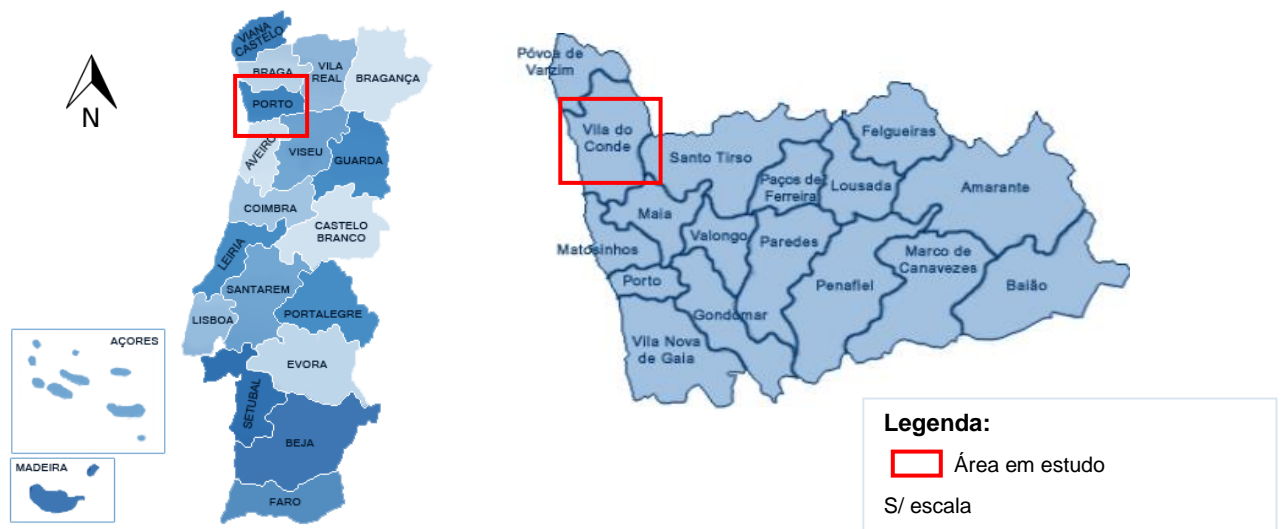 N
VIANA
CASTELO
BRAGA
VILA
REAL
BRAGANÇA
PORTO
AVEIRO
VISEU
GUARDA
COIMBRA
CASTELO
BRANCO
LEIRIA
SANTAREM
LISBOA
PORTALEGRE
EVORA
SETUBAL
BEJA
FARO
AÇORES
MADEIRA
Póvoa de
Varzim
Vila do
Conde
Santo Tirso
Paços de
Ferreira
Lousada
Felgueiras
Amarante
Maia
Valongo
Paredes
Matosinhos
Porto
Gondomar
Penafiel
Marco de
Canavezes
Baião
Vila Nova
de Gaia
Legenda:
Área em estudo
S/ escala